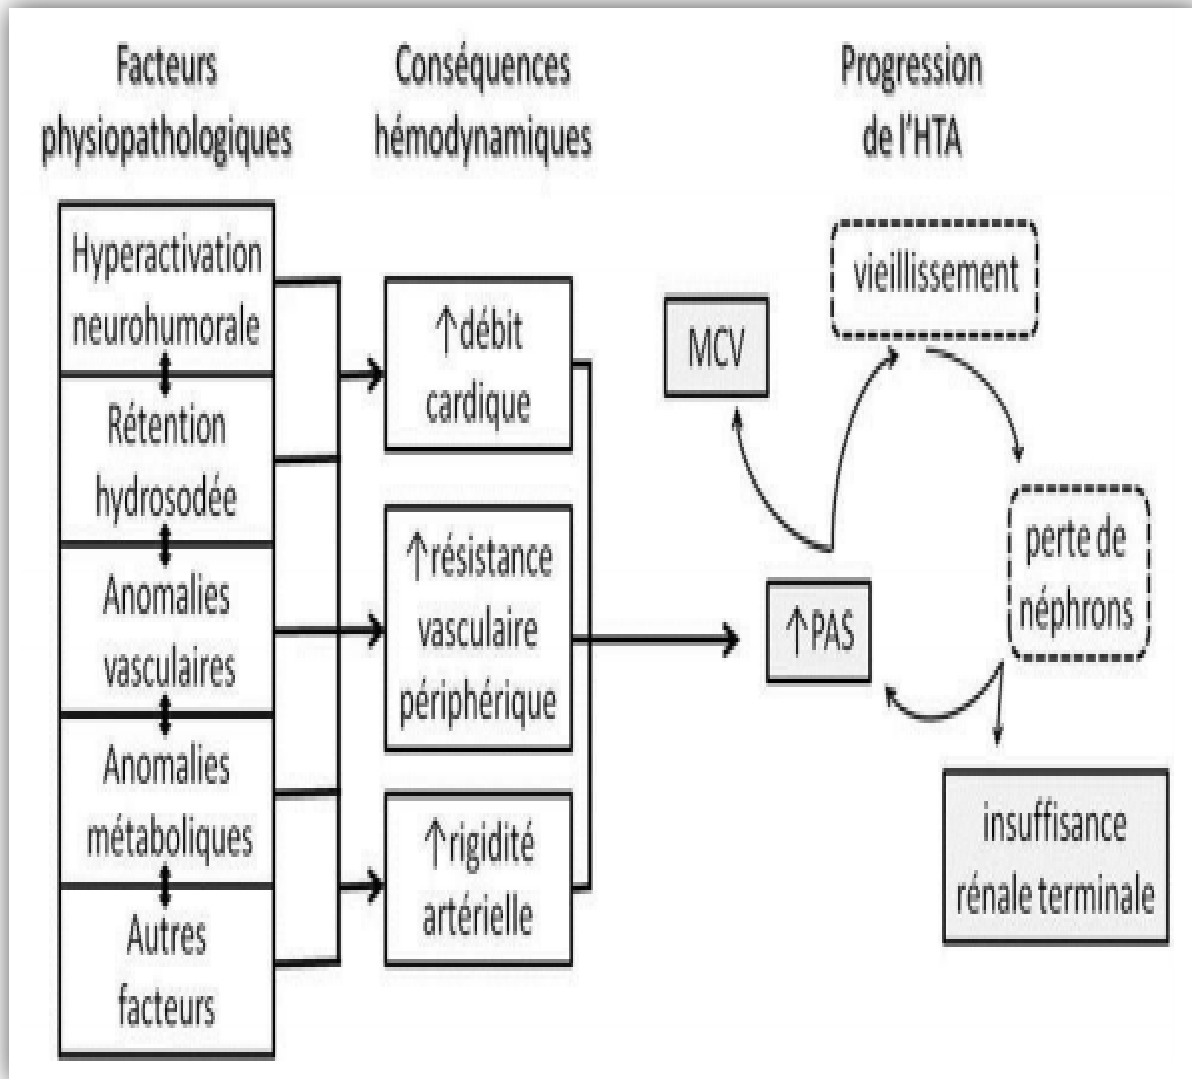 Facteurs
physiopathologiques
Conséquences
hémodynamiques
Progression
de l'HTA
Hyperactivation
neurohumorale
Rétention
hydrosodée
Anomalies
vasculaires
Anomalies
métaboliques
Autres
facteurs
↑débit
cardique
↑résistance
vasculaire
périphérique
↑rigidité
artérielle
MCV
vieillissement
perte de
néphrons
↑PAS
insuffisance
rénale terminale